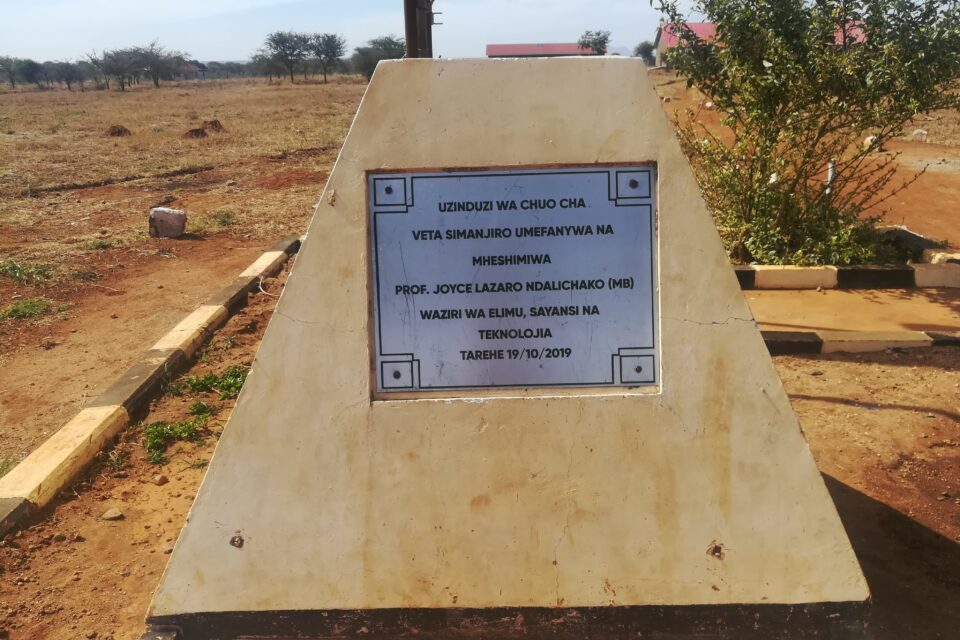 UZINDUZI WA CHUO CHA
VETA SIMANJIRO UMEFANYWA NA
MHESHIMIWA
PROF. JOYCE LAZARO NDALICHAKO (MB)
WAZIRI WA ELIMU, SAYANSI NA
TEKNOLOJIA
TAREHE 19/10/2019